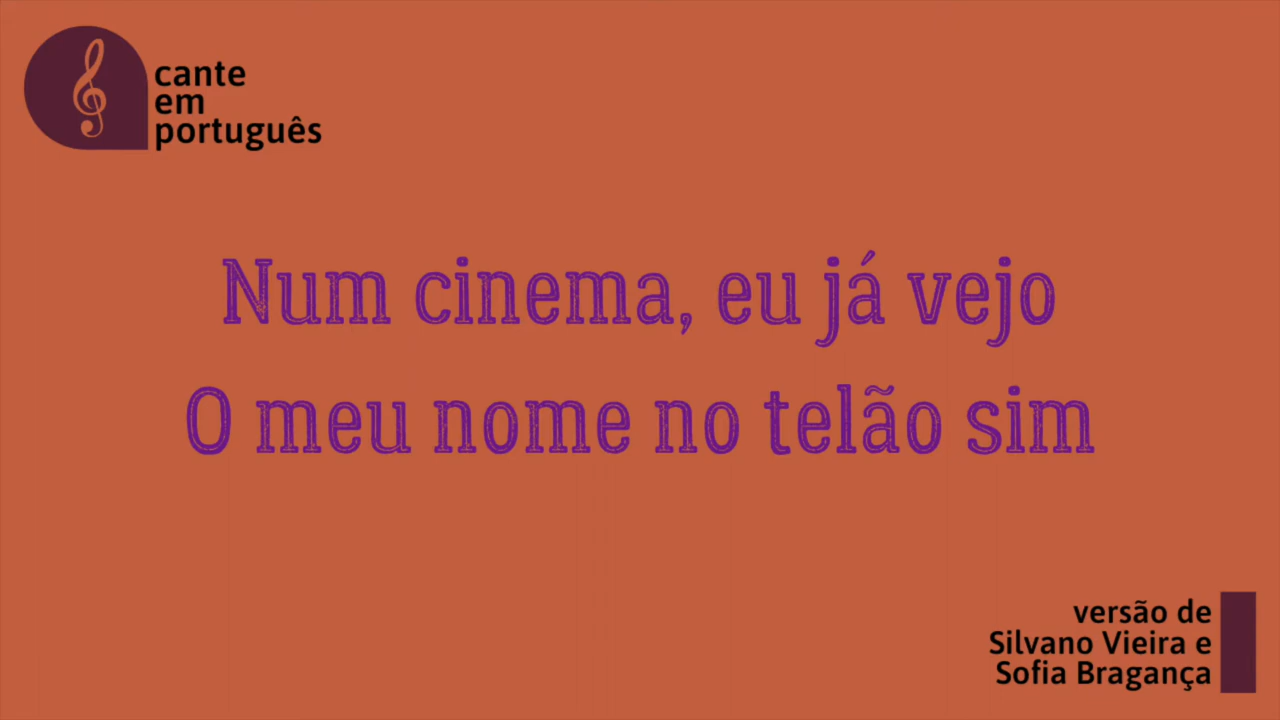 cante
em
português
Num cinema, eu já vejo
O meu nome no telão sim
versão de
Silvano Vieira e
Sofia Bragança